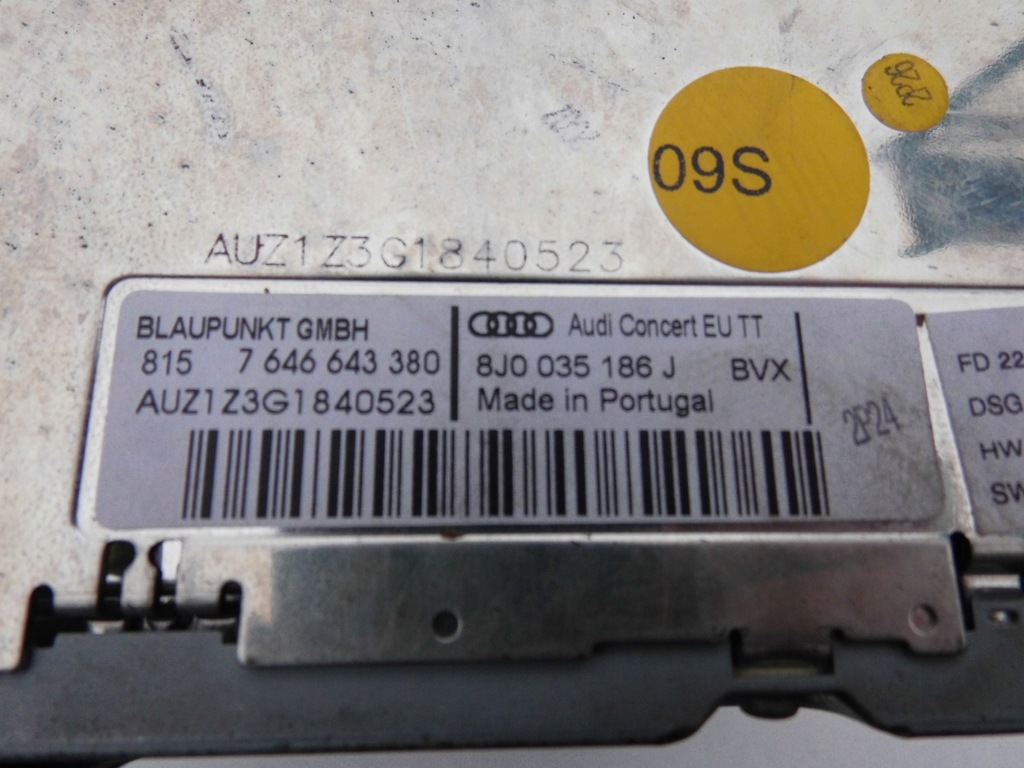 09S
AUZ1Z3G1840523
BLAUPUNKT GMBH
815 7 646 643 380
AUZ1Z3G1840523
Audi Concert EU TT
8J0 035 186 J BVX
Made in Portugal
2P24
FD 22
DSG
HW
SW